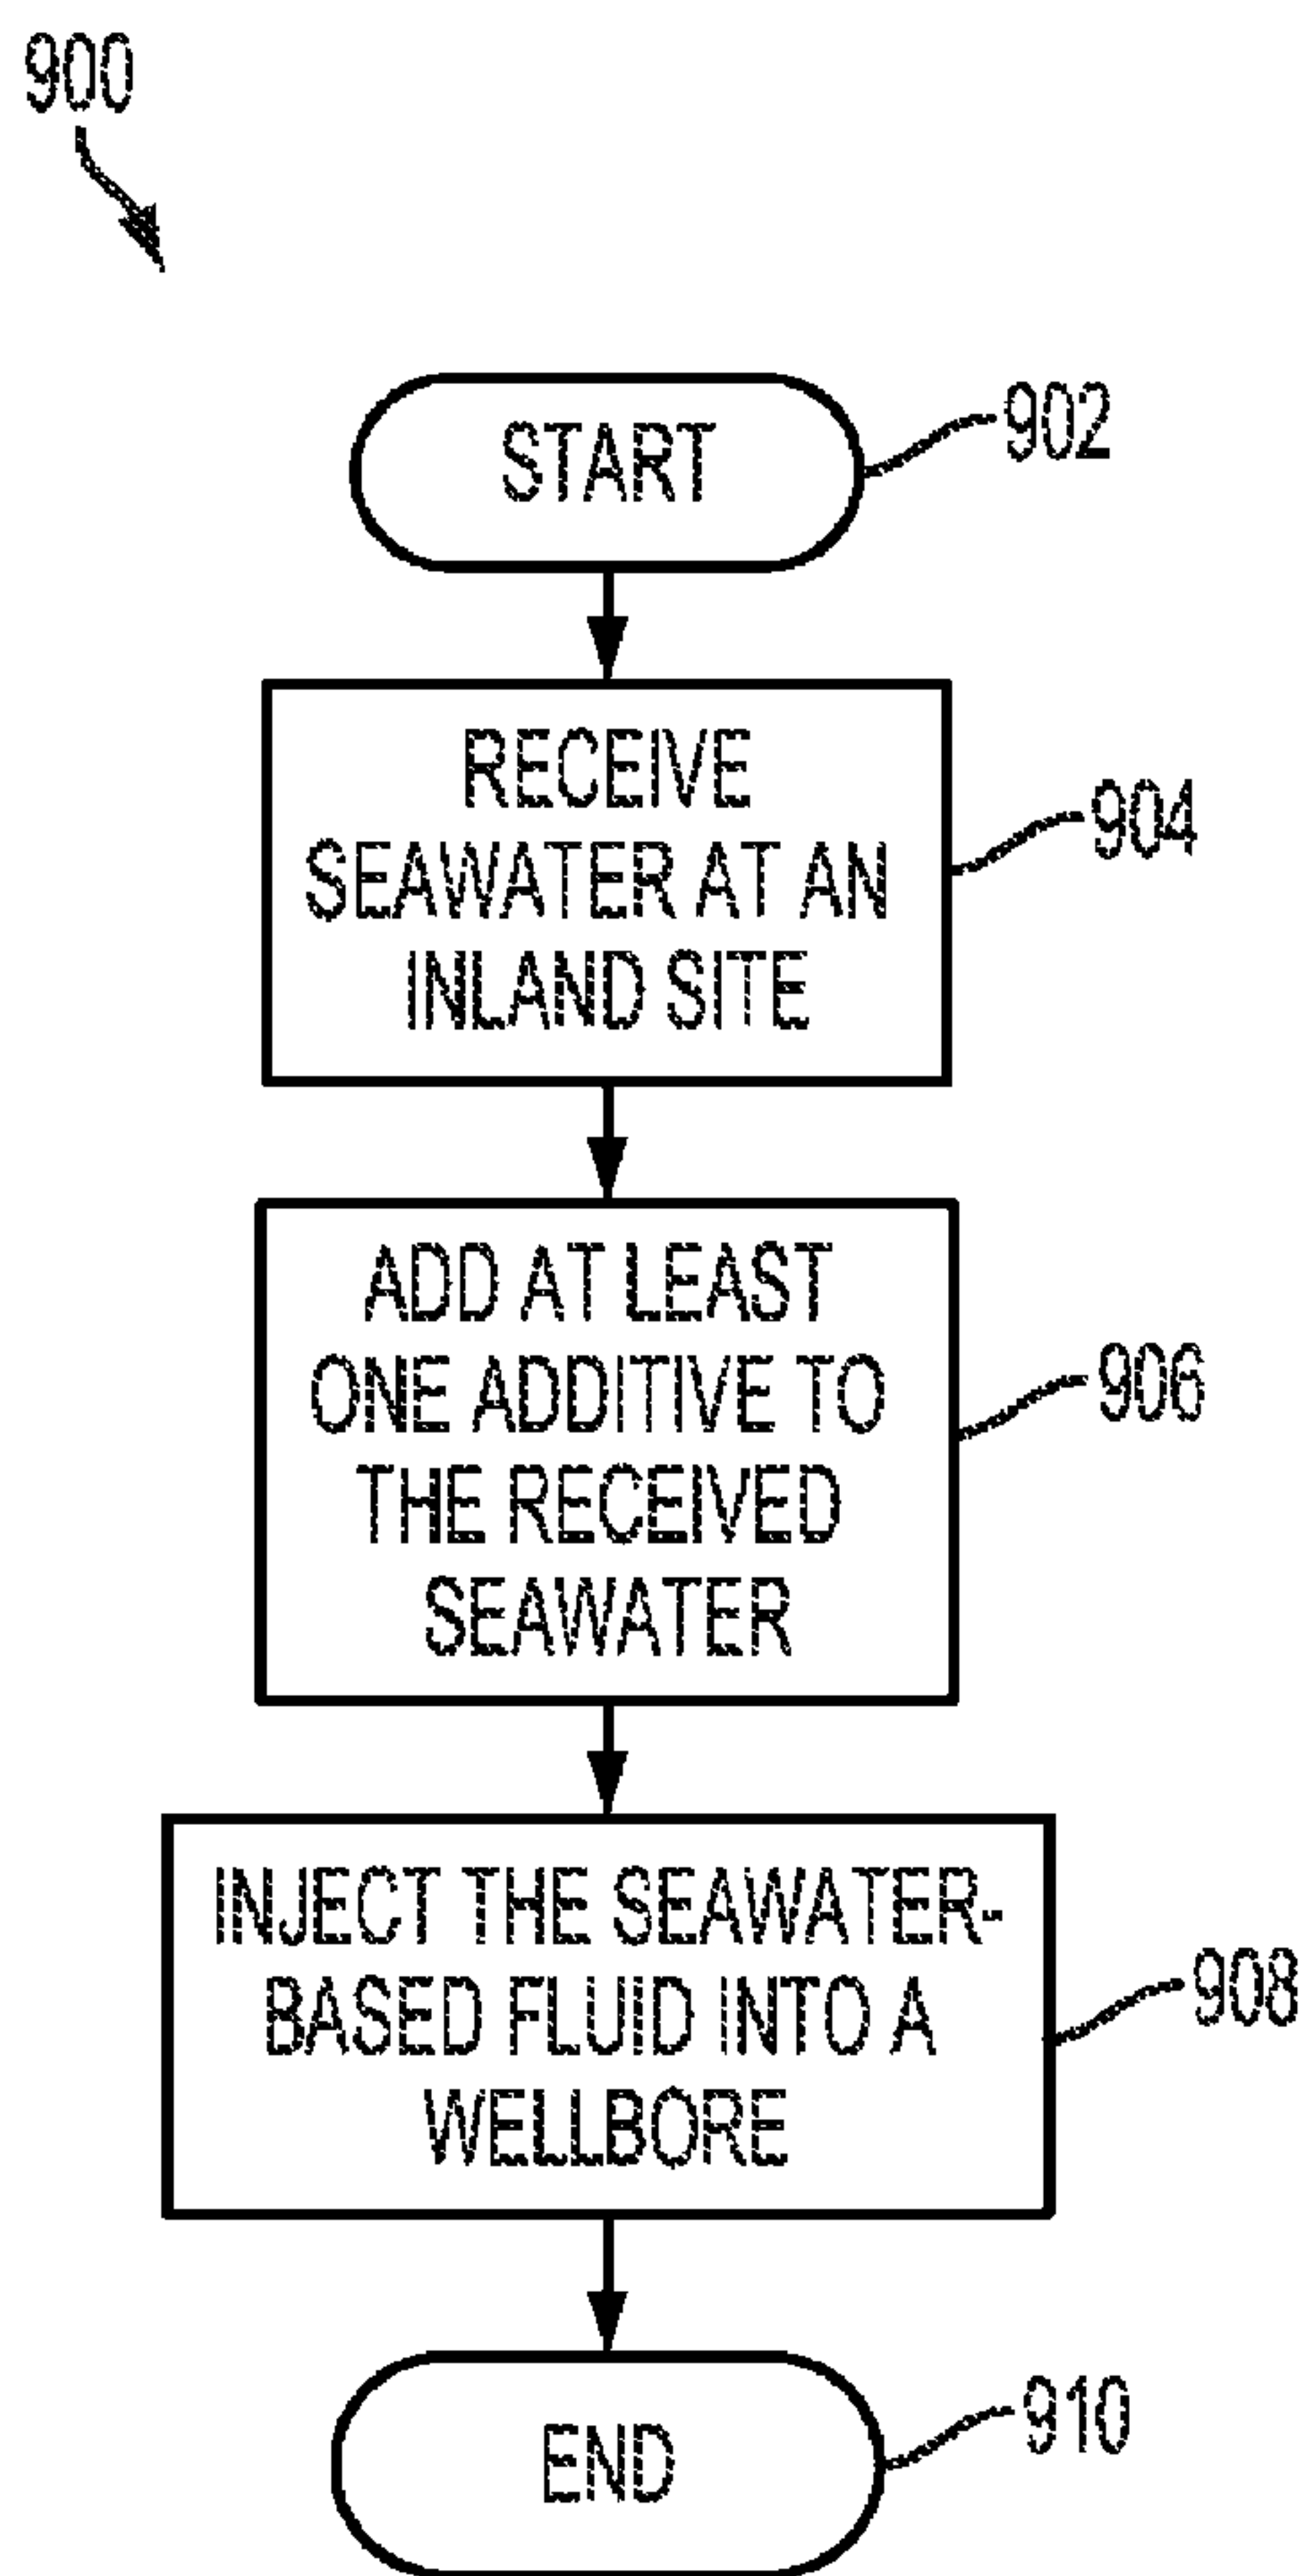 900
START
902
RECEIVE
SEAWATER AT AN
INLAND SITE
904
ADD AT LEAST
ONE ADDITIVE TO
THE RECEIVED
SEAWATER
906
INJECT THE SEAWATER-
BASED FLUID INTO A
WELLBORE
908
END
910